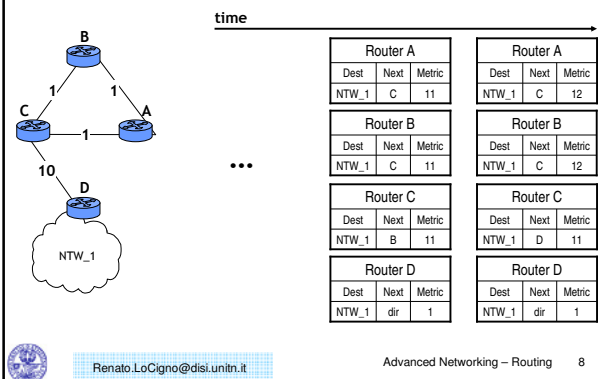 time
B
1
1
C
A
1
10
D
NTW_1
...
Router A
Dest Next Metric
NTW_1 C 11
Router A
Dest Next Metric
NTW_1 C 12
Router B
Dest Next Metric
NTW_1 C 11
Router B
Dest Next Metric
NTW_1 C 12
Router C
Dest Next Metric
NTW_1 B 11
Router C
Dest Next Metric
NTW_1 D 11
Router D
Dest Next Metric
NTW_1 dir 1
Router D
Dest Next Metric
NTW_1 dir 1
Renato.LoCigno@disi.unitn.it
Advanced Networking – Routing 8